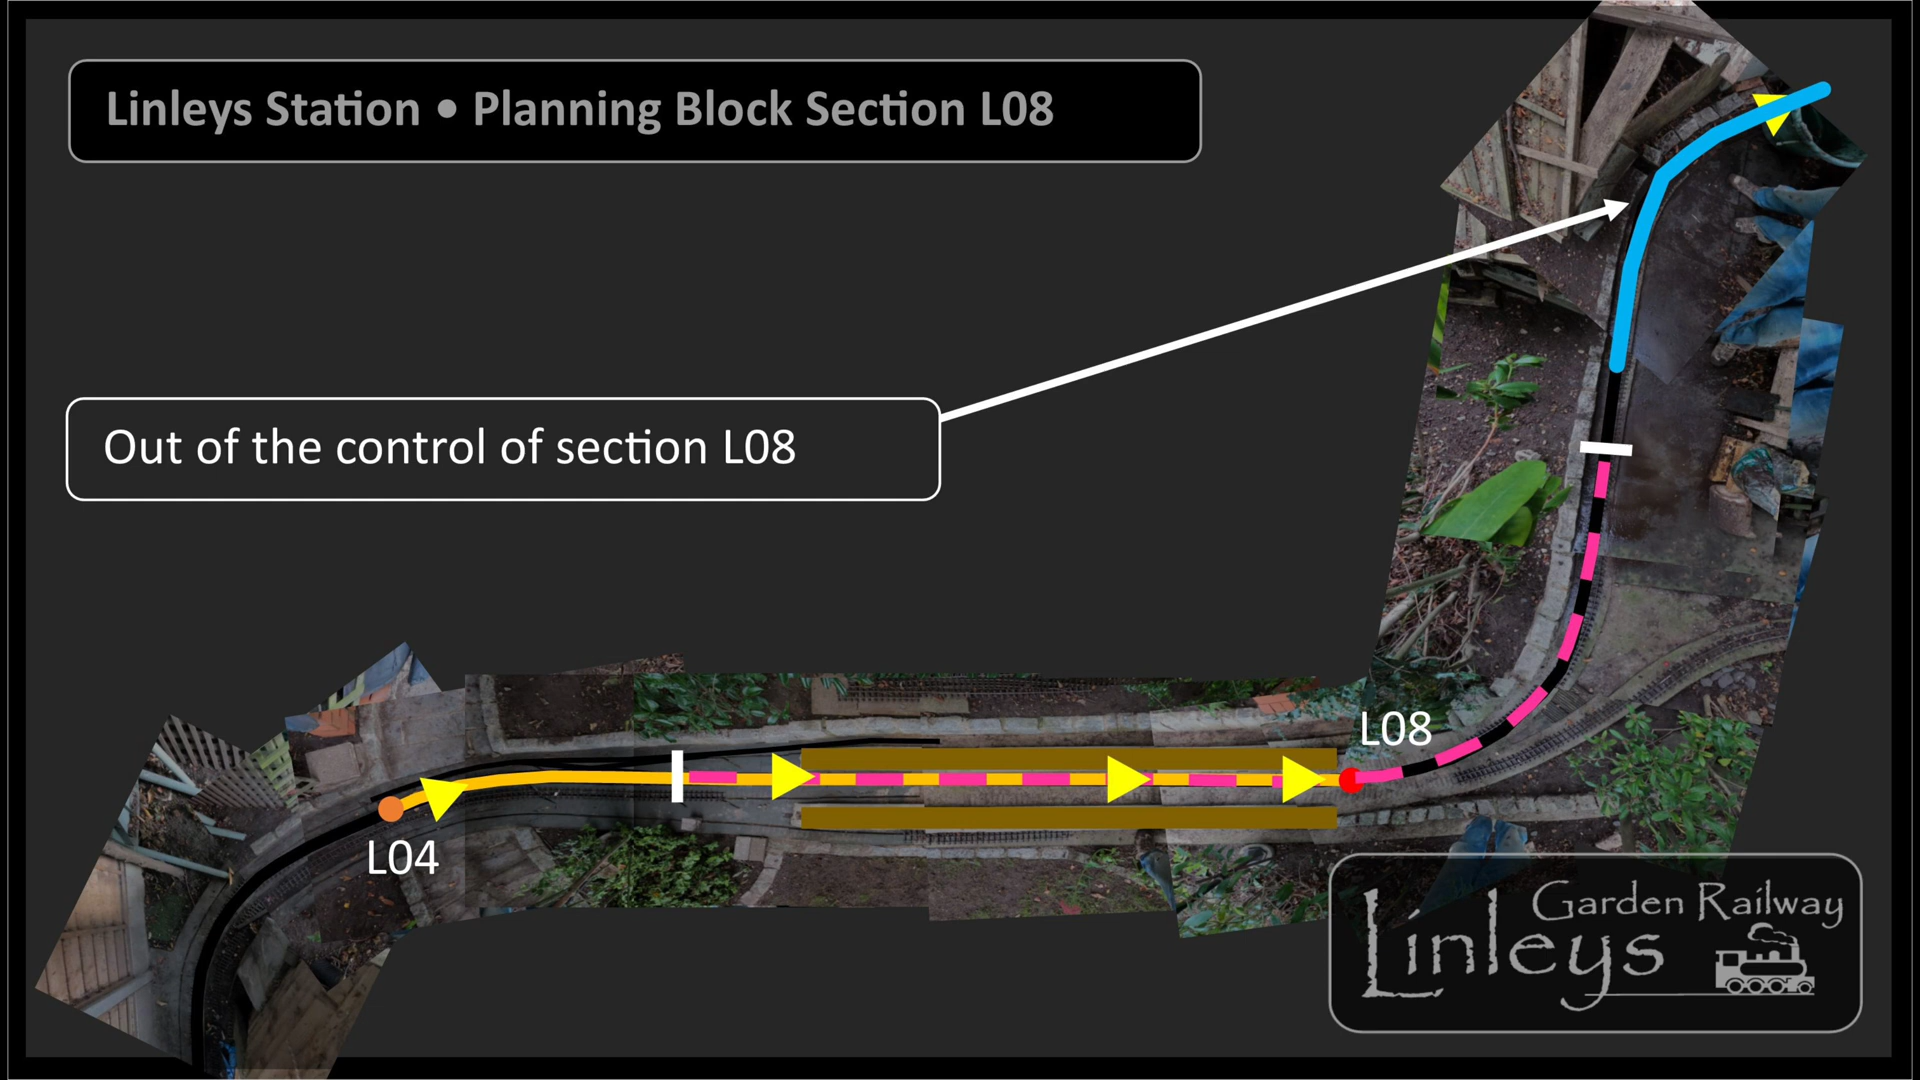 Linleys Station • Planning Block Section L08
Out of the control of section L08
L08
L04
Garden Railway
Linleys